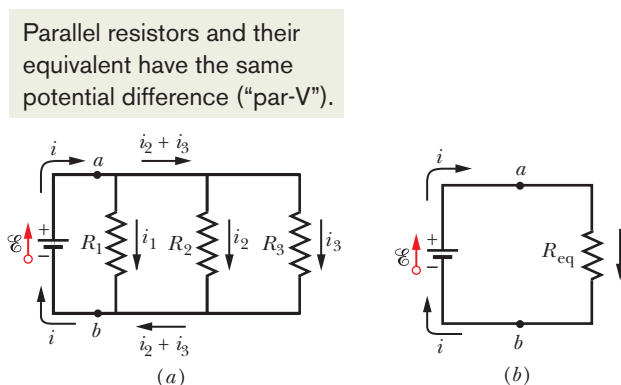 Parallel resistors and their
equivalent have the same
potential difference (“par-V”).
i a i₂ + i₃
ℰ + − R₁ i₁ R₂ i₂ R₃ i₃
i b i₂ + i₃
(a)
i a
ℰ + − R_eq
i b
(b)